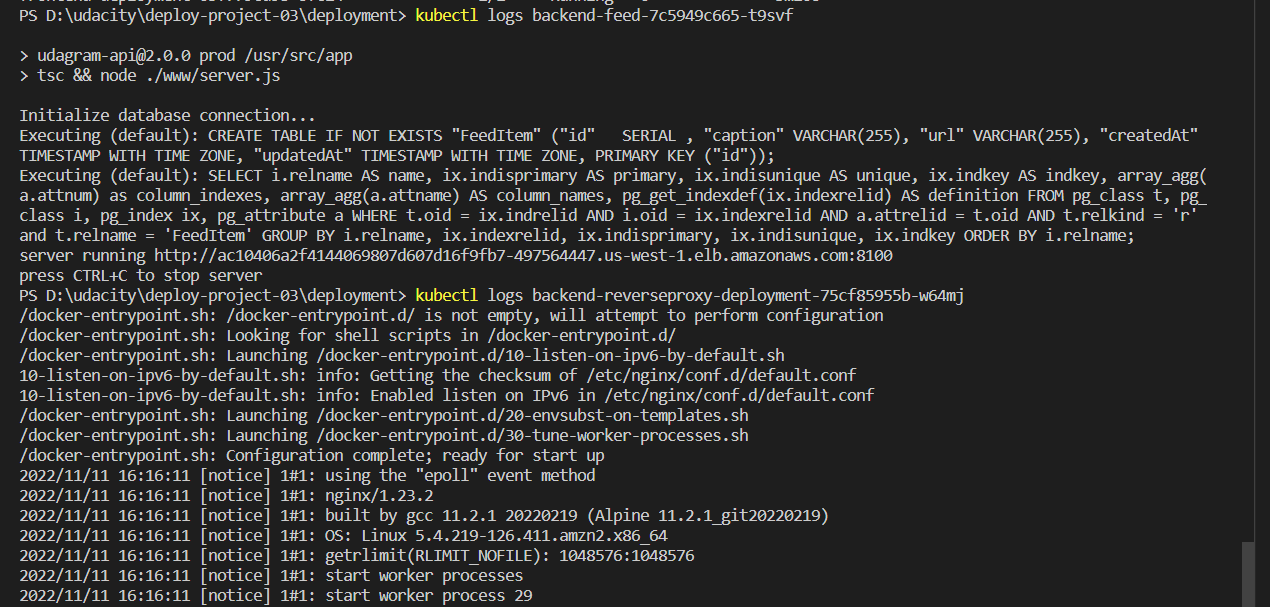 PS D:\udacity\deploy-project-03\deployment> kubectl logs backend-feed-7c5949c665-t9svf
> udagram-api@2.0.0 prod /usr/src/app
> tsc && node ./www/server.js
Initialize database connection...
Executing (default): CREATE TABLE IF NOT EXISTS "FeedItem" ("id"   SERIAL , "caption" VARCHAR(255), "url" VARCHAR(255), "createdAt"
TIMESTAMP WITH TIME ZONE, "updatedAt" TIMESTAMP WITH TIME ZONE, PRIMARY KEY ("id"));
Executing (default): SELECT i.relname AS name, ix.indisprimary AS primary, ix.indisunique AS unique, ix.indkey AS indkey, array_agg(
a.attnum) as column_indexes, array_agg(a.attname) AS column_names, pg_get_indexdef(ix.indexrelid) AS definition FROM pg_class t, pg_
class i, pg_index ix, pg_attribute a WHERE t.oid = ix.indrelid AND i.oid = ix.indexrelid AND a.attrelid = t.oid AND t.relkind = 'r'
and t.relname = 'FeedItem' GROUP BY i.relname, ix.indexrelid, ix.indisprimary, ix.indisunique, ix.indkey ORDER BY i.relname;
server running http://ac10406a2f4144069807d607d16f9fb7-497564447.us-west-1.elb.amazonaws.com:8100
press CTRL+C to stop server
PS D:\udacity\deploy-project-03\deployment> kubectl logs backend-reverseproxy-deployment-75cf85955b-w64mj
/docker-entrypoint.sh: /docker-entrypoint.d/ is not empty, will attempt to perform configuration
/docker-entrypoint.sh: Looking for shell scripts in /docker-entrypoint.d/
/docker-entrypoint.sh: Launching /docker-entrypoint.d/10-listen-on-ipv6-by-default.sh
10-listen-on-ipv6-by-default.sh: info: Getting the checksum of /etc/nginx/conf.d/default.conf
10-listen-on-ipv6-by-default.sh: info: Enabled listen on IPv6 in /etc/nginx/conf.d/default.conf
/docker-entrypoint.sh: Launching /docker-entrypoint.d/20-envsubst-on-templates.sh
/docker-entrypoint.sh: Launching /docker-entrypoint.d/30-tune-worker-processes.sh
/docker-entrypoint.sh: Configuration complete; ready for start up
2022/11/11 16:16:11 [notice] 1#1: using the "epoll" event method
2022/11/11 16:16:11 [notice] 1#1: nginx/1.23.2
2022/11/11 16:16:11 [notice] 1#1: built by gcc 11.2.1 20220219 (Alpine 11.2.1_git20220219)
2022/11/11 16:16:11 [notice] 1#1: OS: Linux 5.4.219-126.411.amzn2.x86_64
2022/11/11 16:16:11 [notice] 1#1: getrlimit(RLIMIT_NOFILE): 1048576:1048576
2022/11/11 16:16:11 [notice] 1#1: start worker processes
2022/11/11 16:16:11 [notice] 1#1: start worker process 29